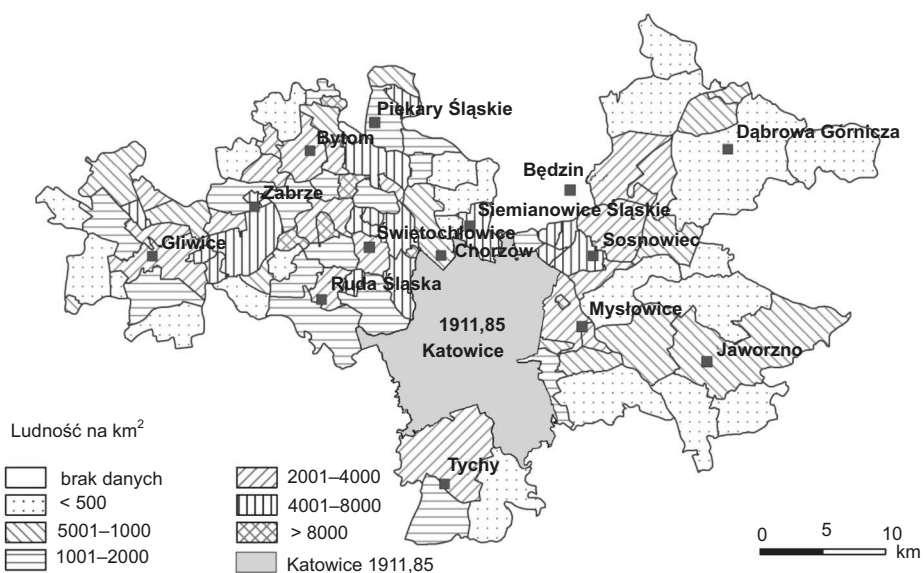 Piękary Śląskie
Bytom
Dąbrowa Górnicza
Będzin
Zabrze
Siemianowice Śląskie
Świętochłowice
Sosnowiec
Gliwice
Chorzów
Ruda Śląska
1911,85
Katowice
Mysłowice
Jaworzno
Tychy
Ludność na km²
brak danych
< 500
5001–1000
1001–2000
2001–4000
4001–8000
> 8000
Katowice 1911,85
0 5 10
km